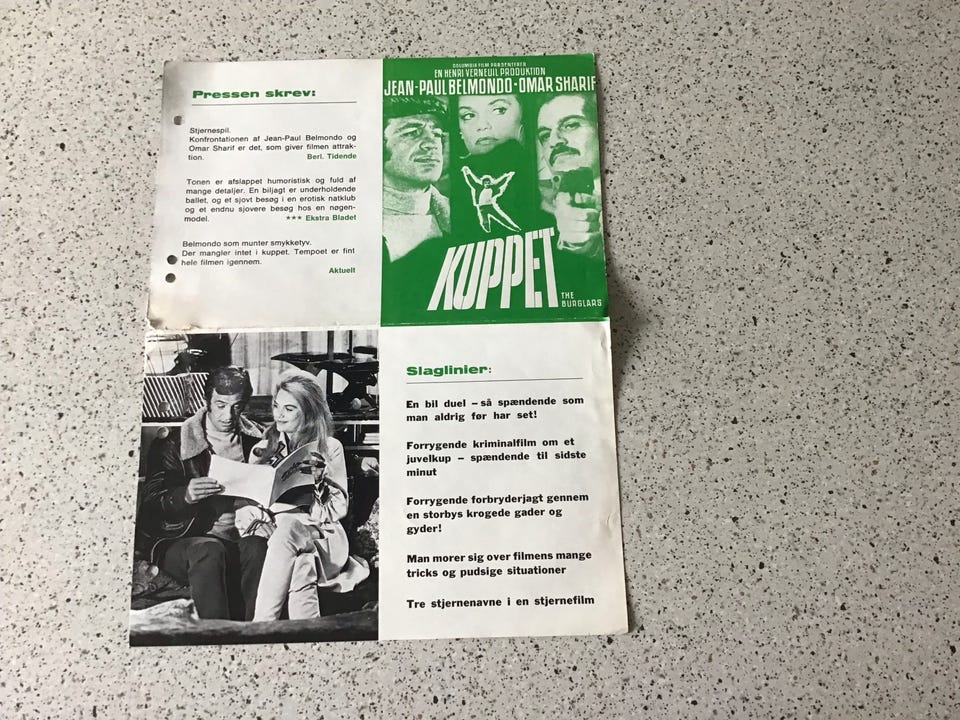 Pressen skrev:
Stjernespil.
Konfrontationen af Jean-Paul Belmondo og
Omar Sharif er det, som giver filmen attrak-
tion. Berl. Tidende
Tonen er afslappet humoristisk og fuld af
mange detaljer. En biljagt er underholdende
ballet, og et sjovt besøg i en erotisk natklub
og et endnu sjovere besøg hos en nøgen-
model. *** Ekstra Bladet
Belmondo som munter smykketyv.
Der mangler intet i kuppet. Tempoet er fint
hele filmen igennem.
Aktuelt
COLUMBIA FILM PRÆSENTERER
EN HENRI VERNEUIL PRODUKTION
JEAN-PAUL BELMONDO · OMAR SHARIF
KUPPET
THE
BURGLARS
Slaglinier:
En bil duel – så spændende som
man aldrig før har set!
Forrygende kriminalfilm om et
juvelkup – spændende til sidste
minut
Forrygende forbryderjagt gennem
en storbys krogede gader og
gyder!
Man morer sig over filmens mange
tricks og pudsige situationer
Tre stjernenavne i en stjernefilm